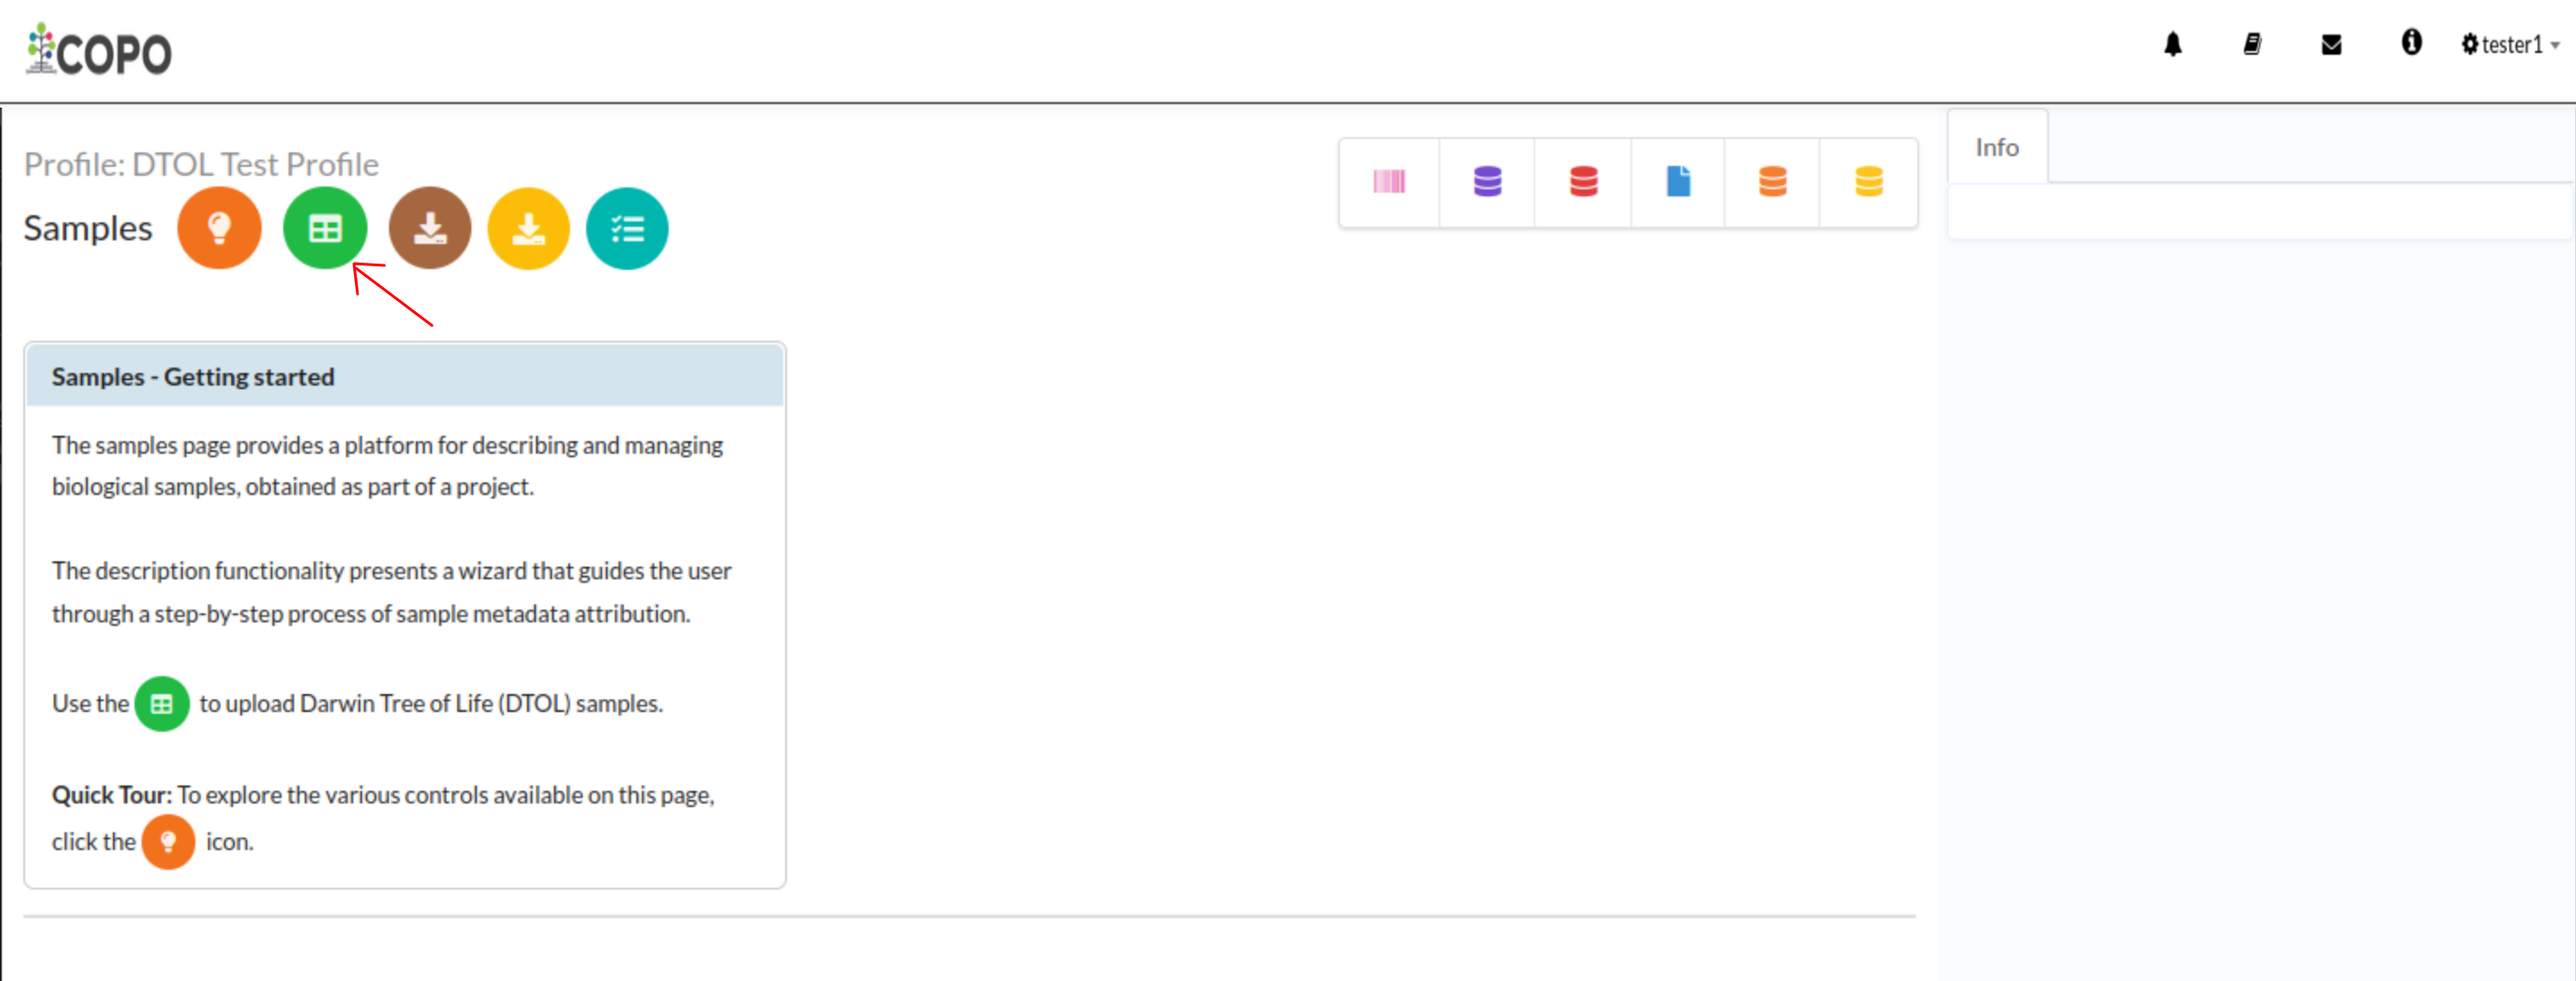 COPO
tester1
Profile: DTOL Test Profile
Info
Samples
Samples - Getting started
The samples page provides a platform for describing and managing
biological samples, obtained as part of a project.
The description functionality presents a wizard that guides the user
through a step-by-step process of sample metadata attribution.
Use the to upload Darwin Tree of Life (DTOL) samples.
Quick Tour: To explore the various controls available on this page,
click the icon.